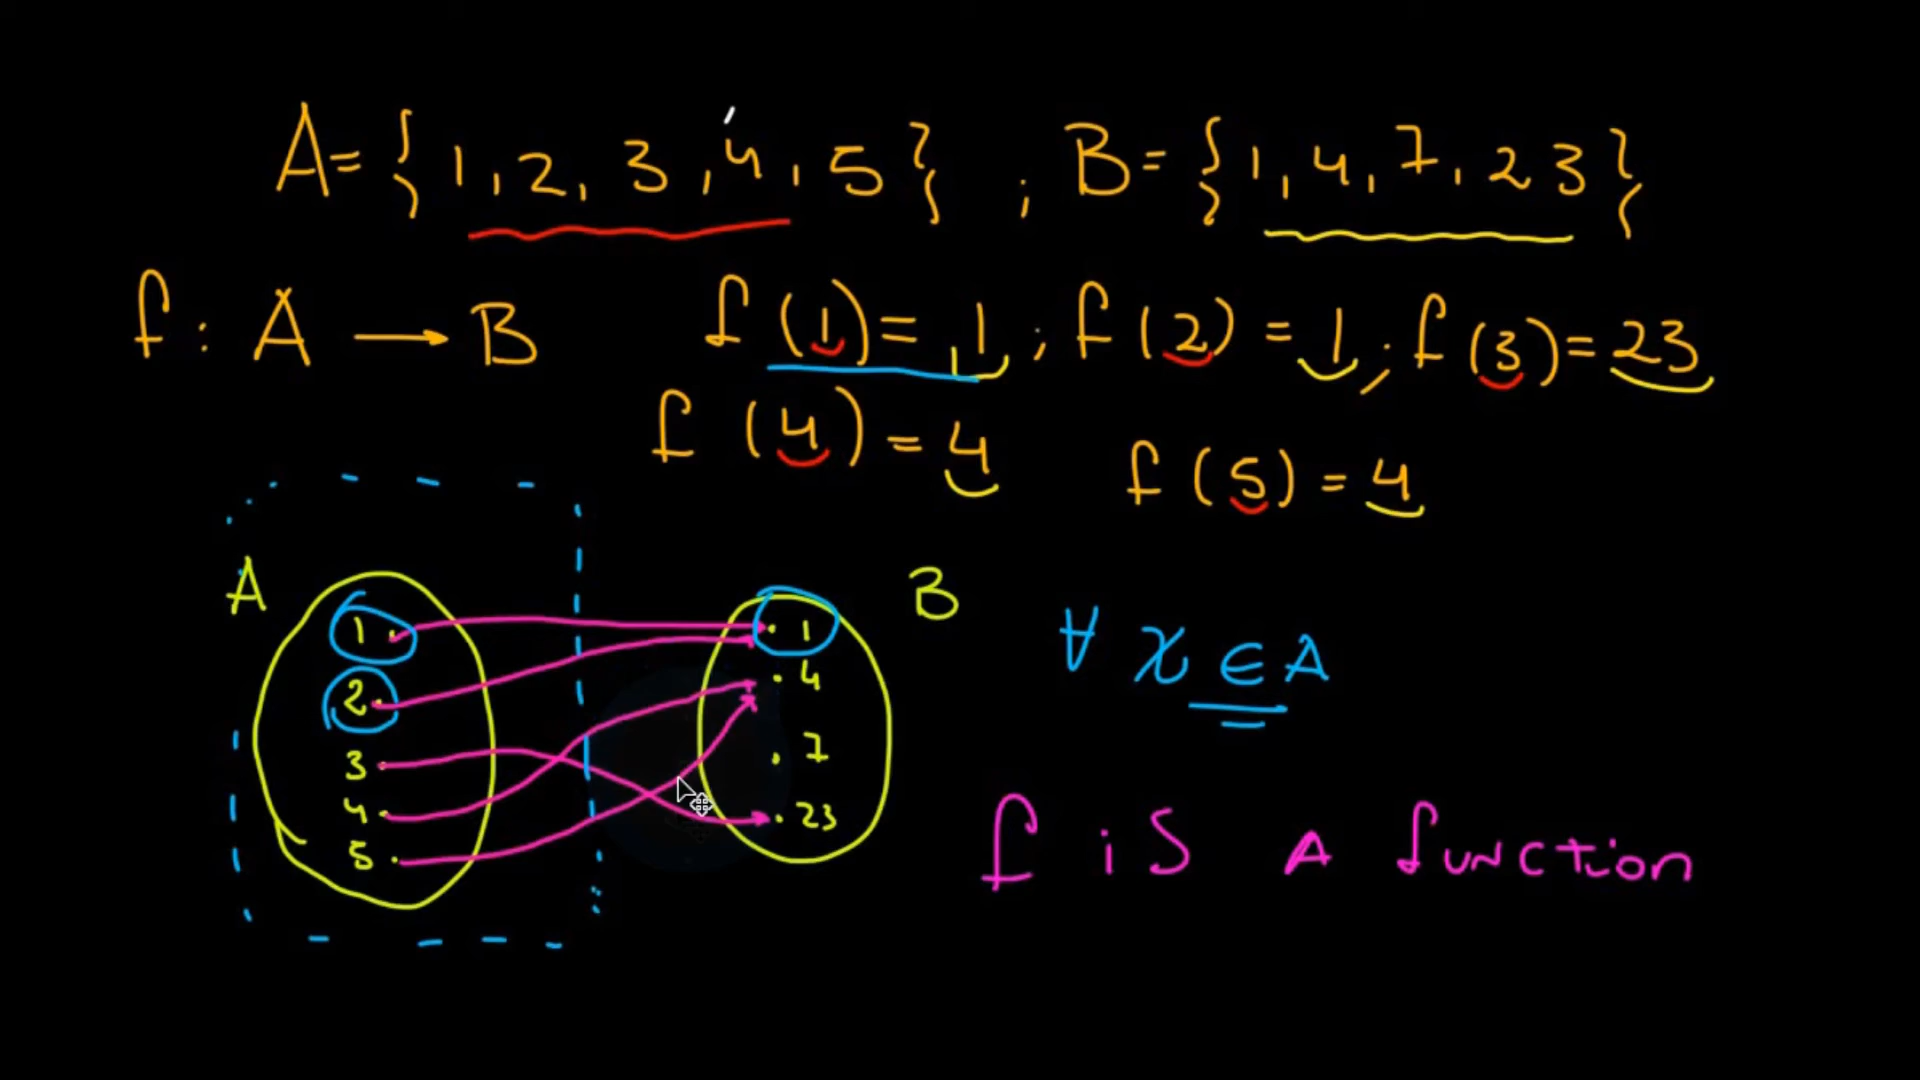 A = {1, 2, 3, 4, 5} ; B = {1, 4, 7, 23}
f : A → B f(1) = 1 ; f(2) = 1 ; f(3) = 23
f(4) = 4 f(5) = 4
A B
1 1
2 4
3 7
4 23
5
∀ x ∈ A
f is A function